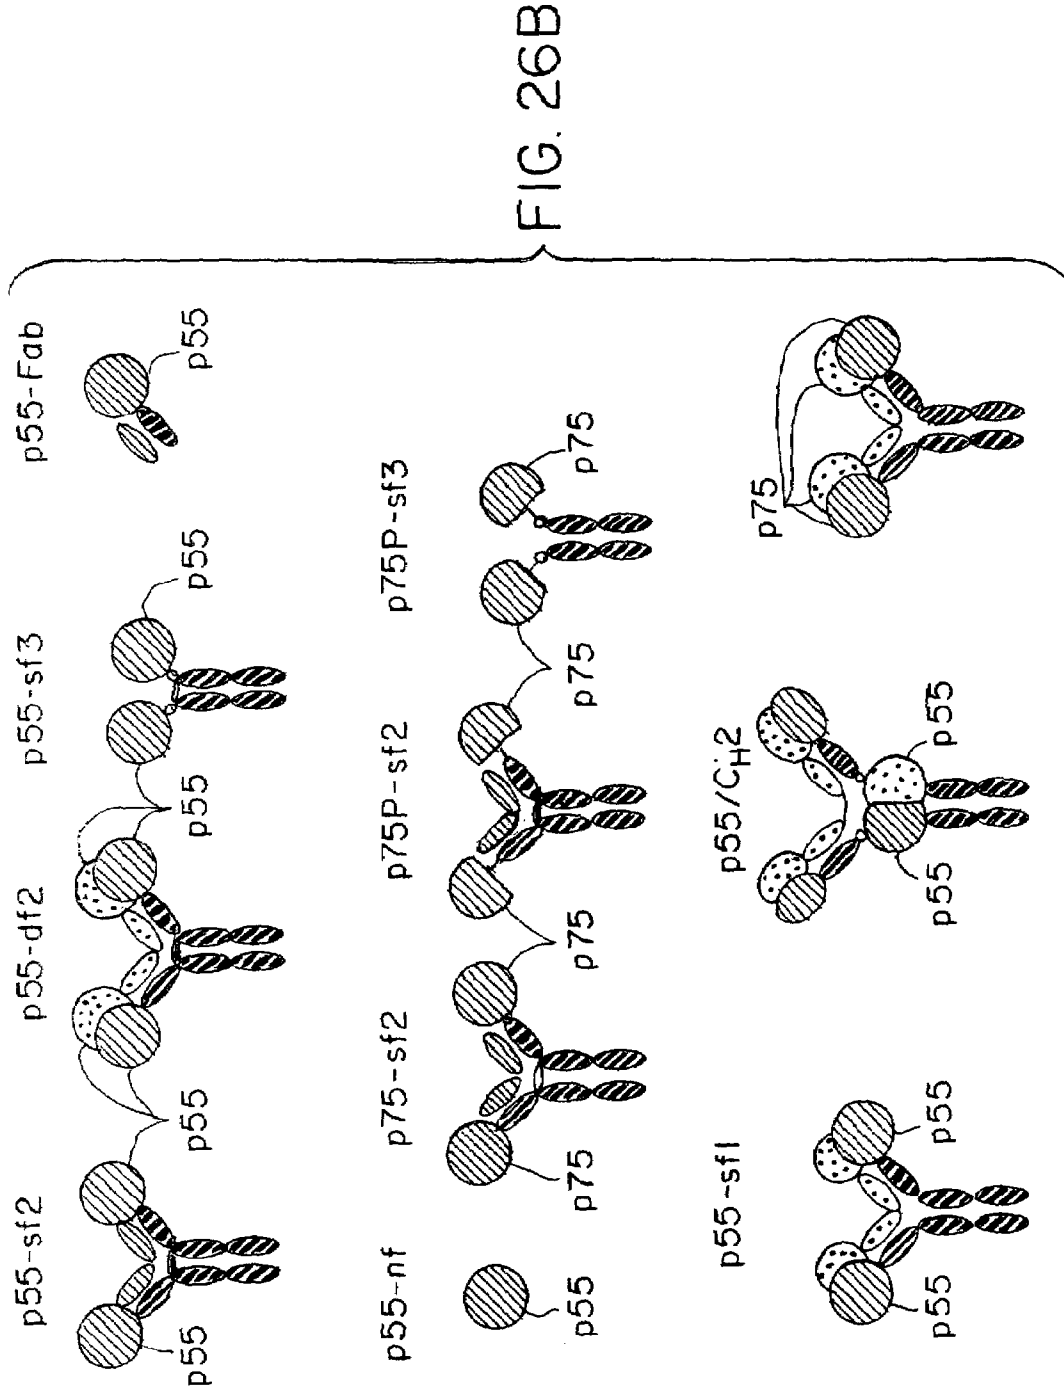 p55-sf2 p55-df2 p55-sf3 p55-Fab
p55 p55 p55 p55 p55
p55-nf p75-sf2 p75P-sf2 p75P-sf3
p55 p75 p75 p75 p75
p55-sf1 p55/CH2 p75
p55 p55 p55 p55
FIG. 26B